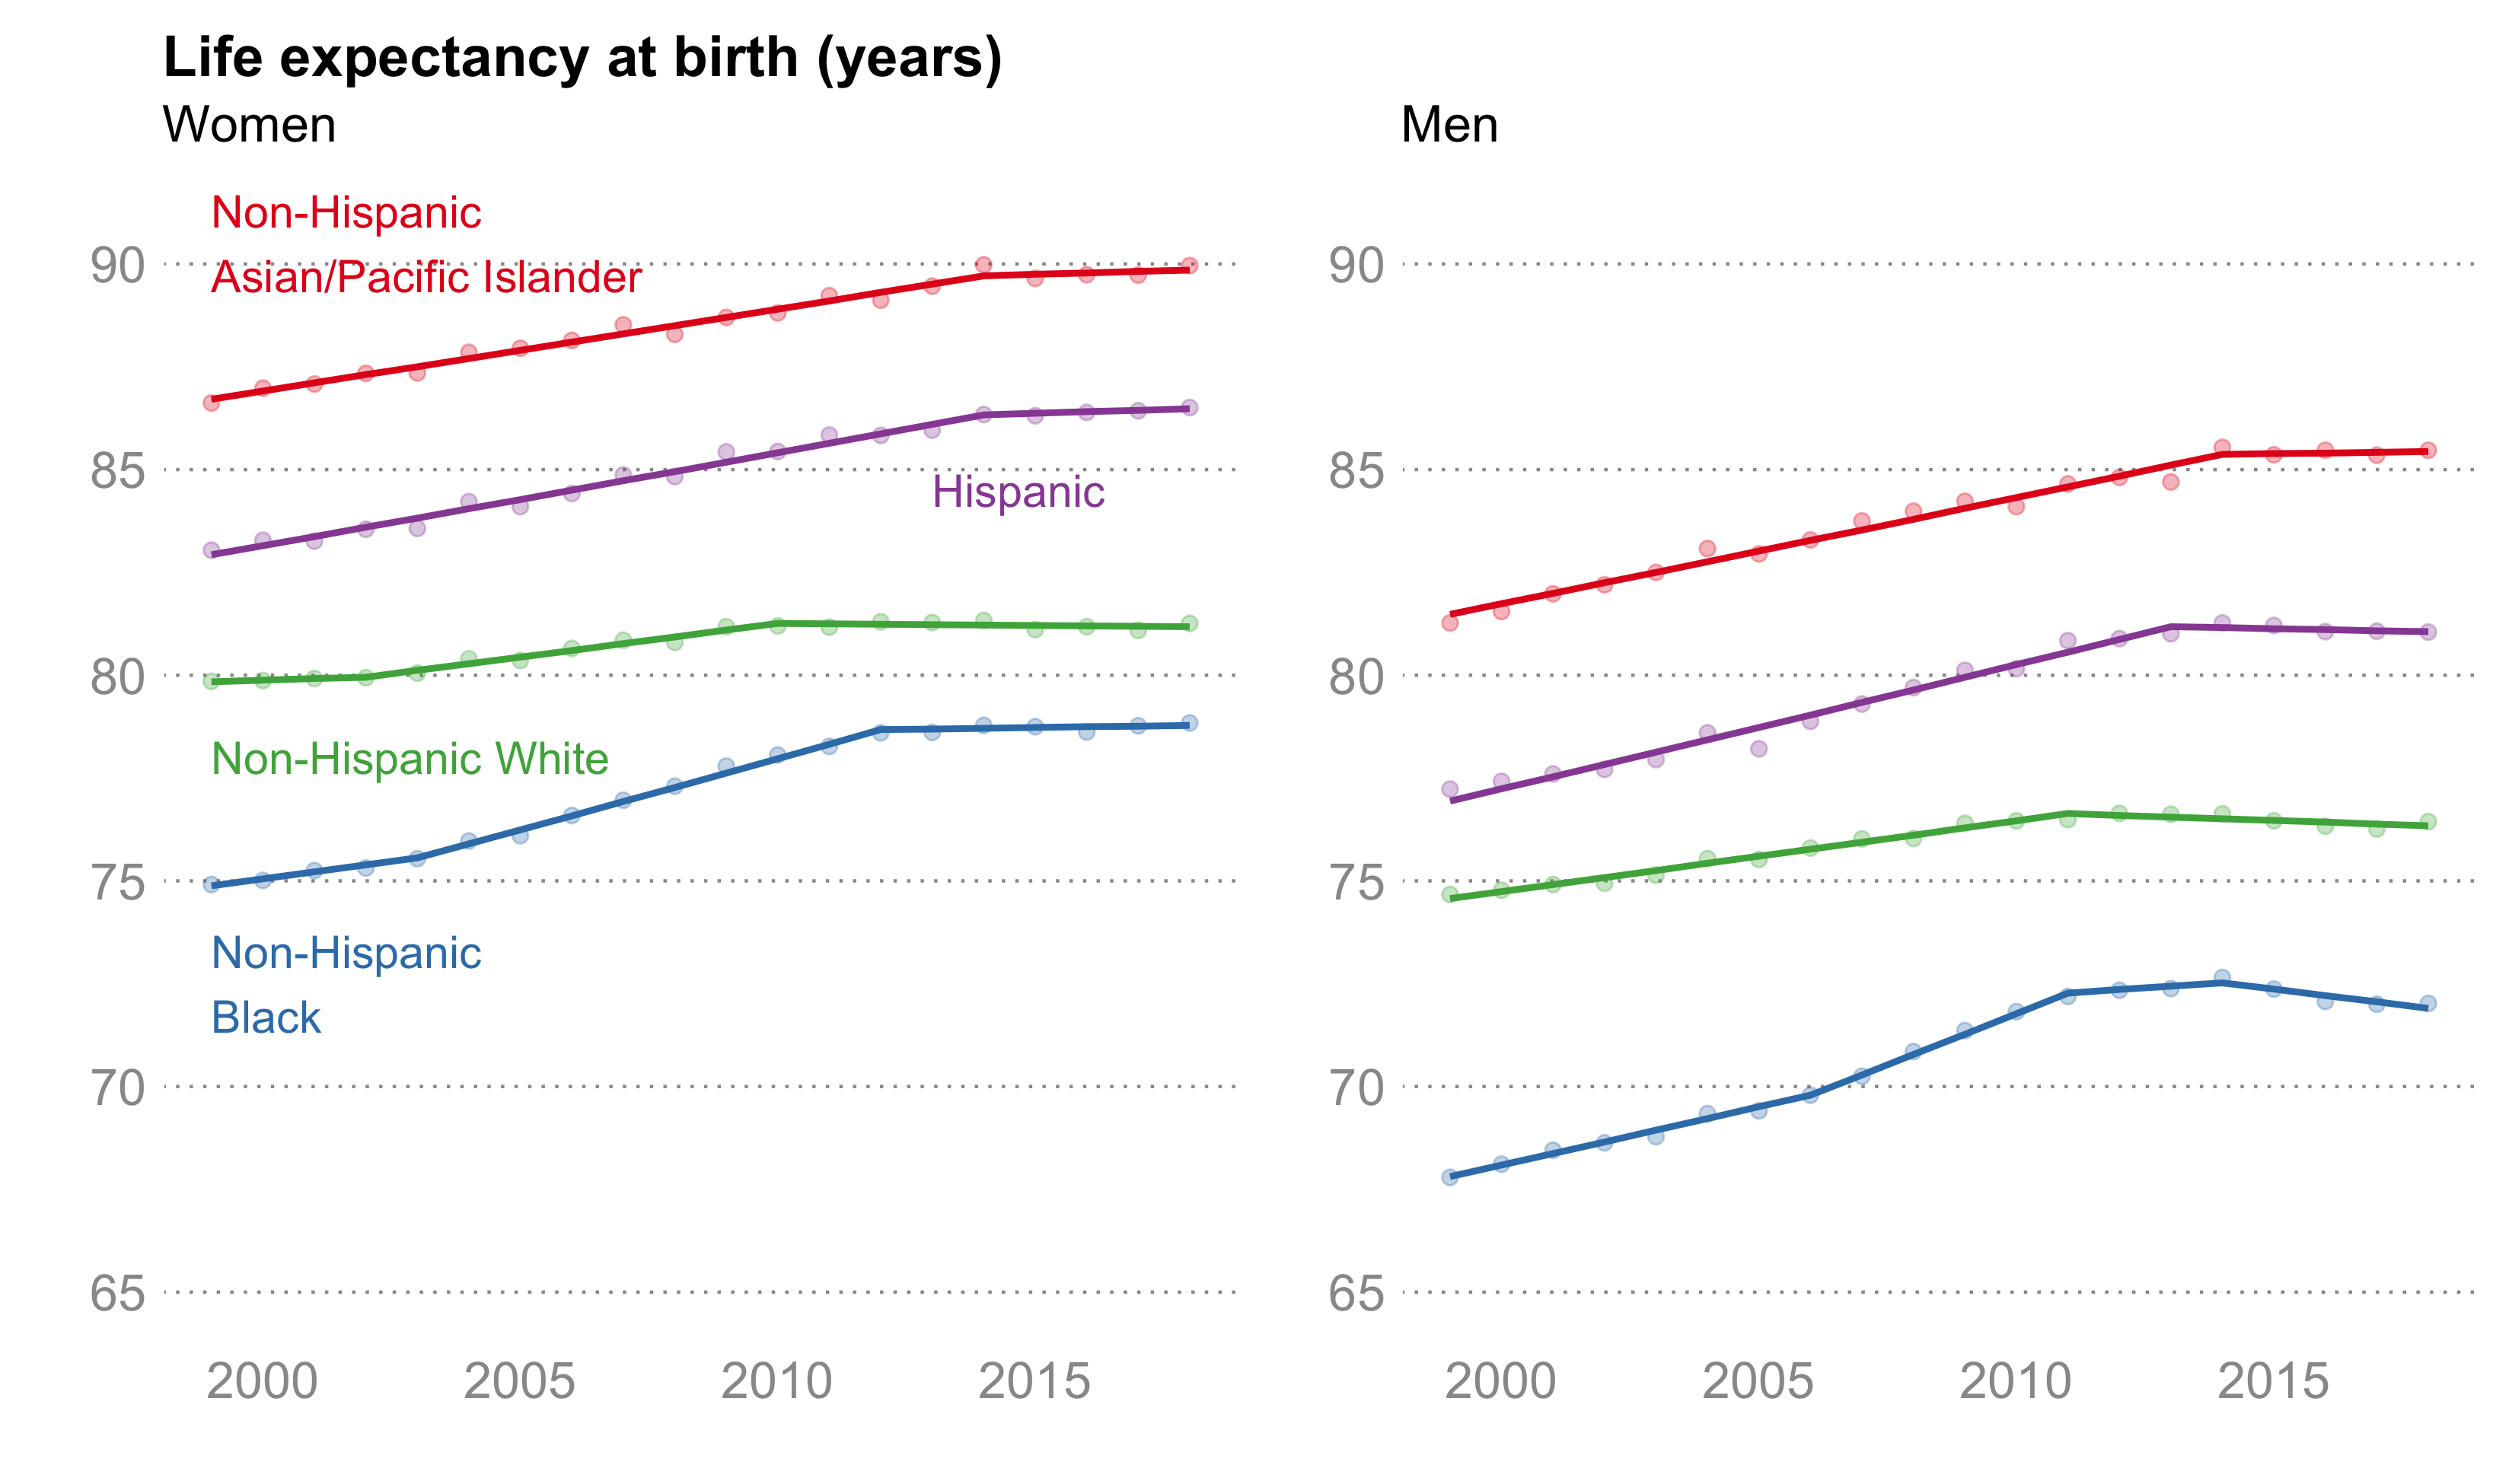 Life expectancy at birth (years)
Women
Non-Hispanic
Asian/Pacific Islander
Hispanic
Non-Hispanic White
Non-Hispanic
Black
90
85
80
75
70
65
2000 2005 2010 2015
Men
90
85
80
75
70
65
2000 2005 2010 2015